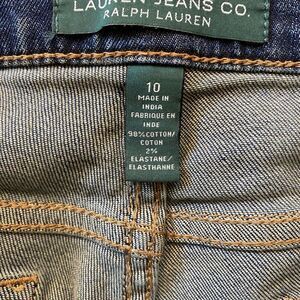 LAUREN JEANS CO.
RALPH LAUREN
10
MADE IN
INDIA
FABRIQUE EN
INDE
98% COTTON/
COTON
2%
ELASTANE/
ELASTHANNE